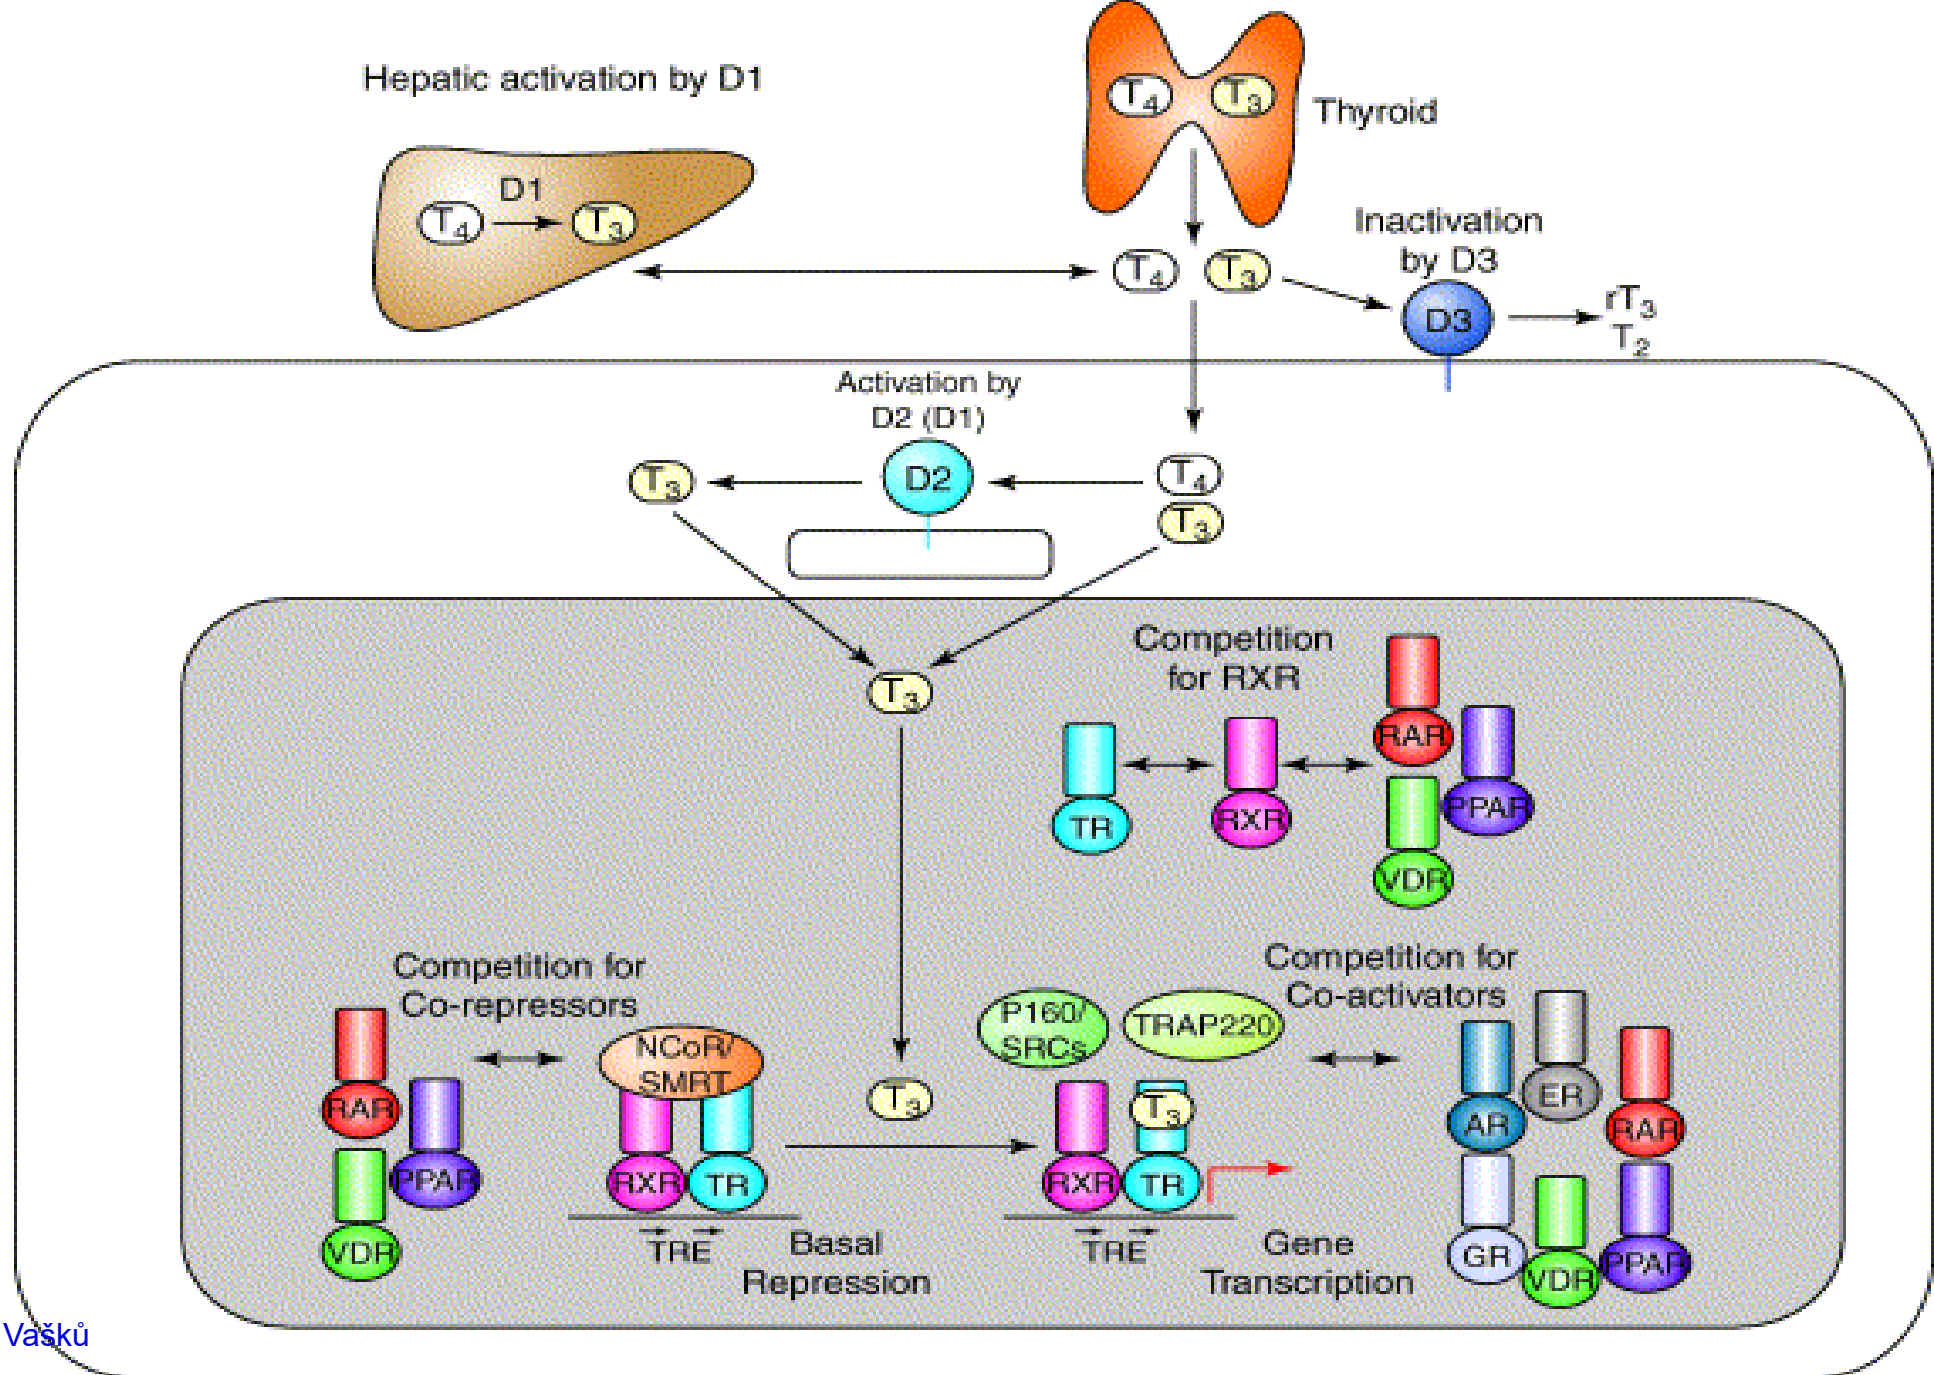 Hepatic activation by D1
T4
T3
Thyroid
D1
T4
T3
Inactivation
by D3
T4
T3
D3
rT3
T2
Activation by
D2 (D1)
T3
D2
T4
T3
Competition
for RXR
T3
RAR
PPAR
TR
RXR
VDR
Competition for
Co-repressors
Competition for
Co-activators
P160/
SRCs
TRAP220
NCoR/
SMRT
T3
T3
RAR
PPAR
VDR
RXR
TR
RXR
TR
AR
ER
RAR
GR
VDR
PPAR
TRE
Basal
Repression
TRE
Gene
Transcription
Vašků